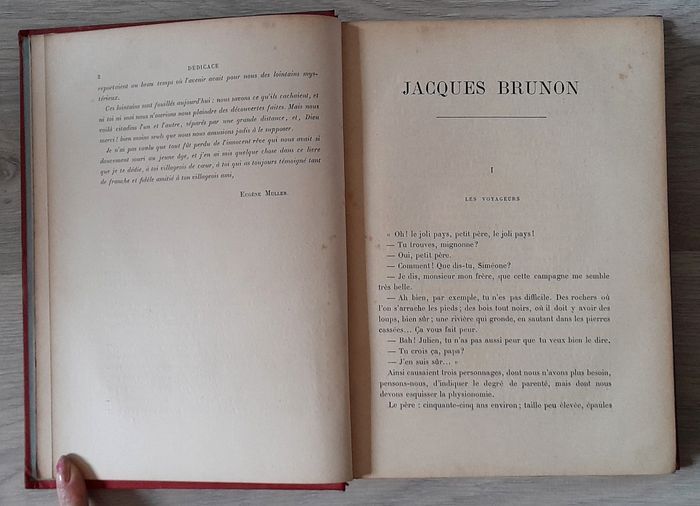 2
DÉDICACE
reportaient au beau temps où l'avenir avait pour nous des lointains mys-
térieux.
Ces lointains sont fouillés aujourd'hui : nous savons ce qu'ils cachaient, et
ni toi ni moi nous n'oserions nous plaindre des découvertes faites. Mais nous
voilà citadins l'un et l'autre, séparés par une grande distance, et, Dieu
merci! bien moins seuls que nous nous amusions jadis à le supposer.
Je n'ai pas voulu que tout fût perdu de l'innocent rêve qui nous avait si
doucement souri au jeune âge, et j'en ai mis quelque chose dans ce livre
que je te dédie, à toi villageois de cœur, à toi qui as toujours témoigné tant
de franche et fidèle amitié à ton villageois ami,
EUGÈNE MULLER.
JACQUES BRUNON
I
LES VOYAGEURS
« Oh! le joli pays, petit père, le joli pays!
— Tu trouves, mignonne?
— Oui, petit père.
— Comment! Que dis-tu, Siméone?
— Je dis, monsieur mon frère, que cette campagne me semble
très belle.
— Ah bien, par exemple, tu n'es pas difficile. Des rochers où
l'on s'arrache les pieds; des bois tout noirs, où il doit y avoir des
loups, bien sûr; une rivière qui gronde, en sautant dans les pierres
cassées... Ça vous fait peur.
— Bah! Julien, tu n'as pas aussi peur que tu veux bien le dire.
— Tu crois ça, papa?
— J'en suis sûr... »
Ainsi causaient trois personnages, dont nous n'avons plus besoin,
pensons-nous, d'indiquer le degré de parenté, mais dont nous
devons esquisser la physionomie.
Le père : cinquante-cinq ans environ; taille peu élevée, épaules